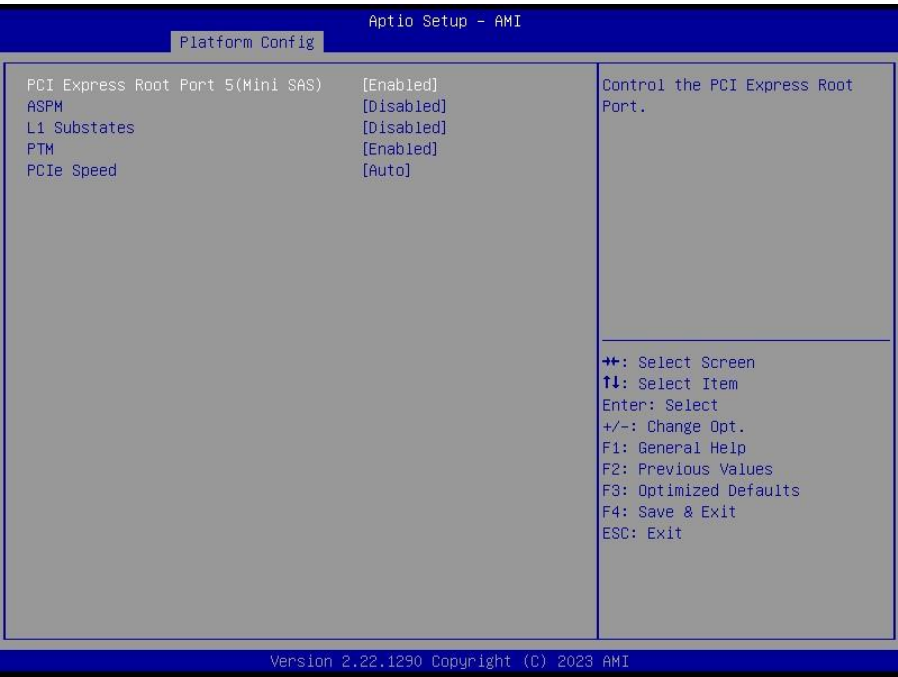 Aptio Setup – AMI
Platform Config
PCI Express Root Port 5(Mini SAS) [Enabled]
ASPM [Disabled]
L1 Substates [Disabled]
PTM [Enabled]
PCIe Speed [Auto]
Control the PCI Express Root
Port.
→←: Select Screen
↑↓: Select Item
Enter: Select
+/-: Change Opt.
F1: General Help
F2: Previous Values
F3: Optimized Defaults
F4: Save & Exit
ESC: Exit
Version 2.22.1290 Copyright (C) 2023 AMI